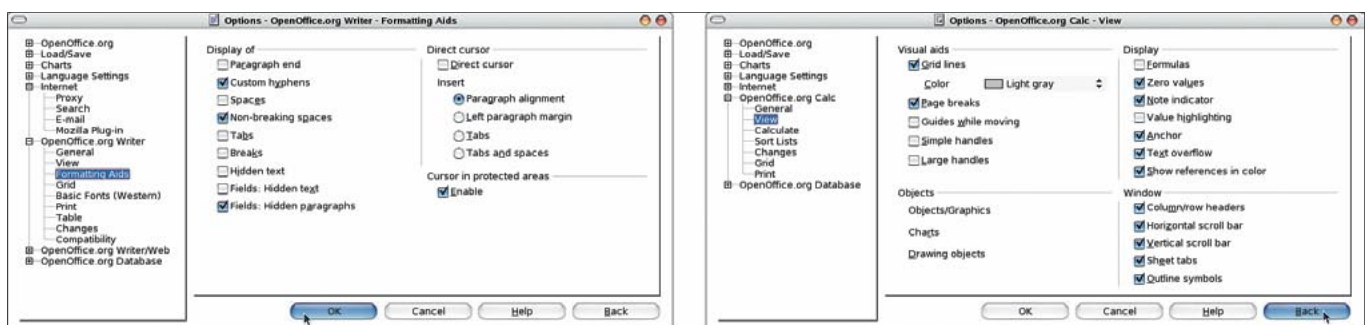 Options - OpenOffice.org Writer - Formatting Aids
OpenOffice.org
Load/Save
Charts
Language Settings
Internet
Proxy
Search
E-mail
Mozilla Plug-in
OpenOffice.org Writer
General
View
Formatting Aids
Grid
Basic Fonts (Western)
Print
Table
Changes
Compatibility
OpenOffice.org Writer/Web
OpenOffice.org Database
Display of
Paragraph end
Custom hyphens
Spaces
Non-breaking spaces
Tabs
Breaks
Hidden text
Fields: Hidden text
Fields: Hidden paragraphs
Direct cursor
Direct cursor
Insert
Paragraph alignment
Left paragraph margin
Tabs
Tabs and spaces
Cursor in protected areas
Enable
OK
Cancel
Help
Back
Options - OpenOffice.org Calc - View
OpenOffice.org
Load/Save
Charts
Language Settings
Internet
OpenOffice.org Calc
General
View
Calculate
Sort Lists
Changes
Grid
Print
OpenOffice.org Database
Visual aids
Grid lines
Color Light gray
Page breaks
Guides while moving
Simple handles
Large handles
Objects
Objects/Graphics
Charts
Drawing objects
Display
Formulas
Zero values
Note indicator
Value highlighting
Anchor
Text overflow
Show references in color
Window
Column/row headers
Horizontal scroll bar
Vertical scroll bar
Sheet tabs
Outline symbols
OK
Cancel
Help
Back